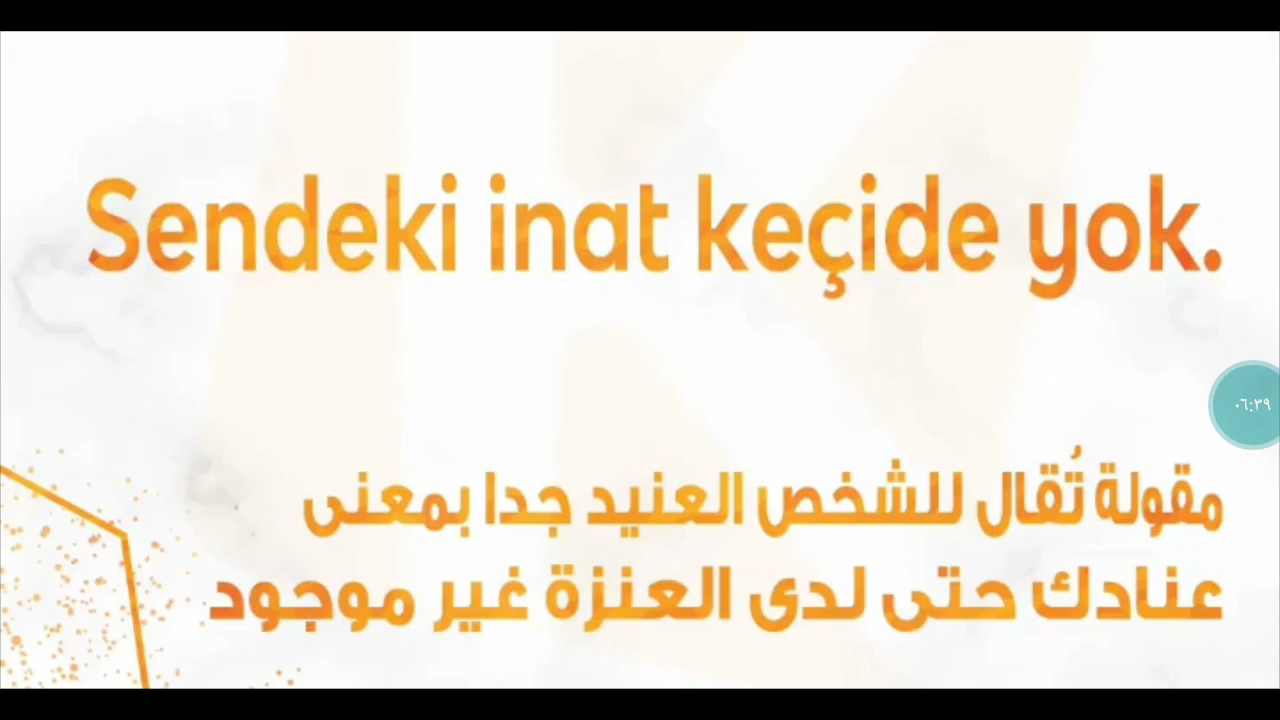 Sendeki inat keçide yok.
٠٦:٣٩
مقولة تُقال للشخص العنيد جدا بمعنى
عنادك حتى لدى العنزة غير موجود